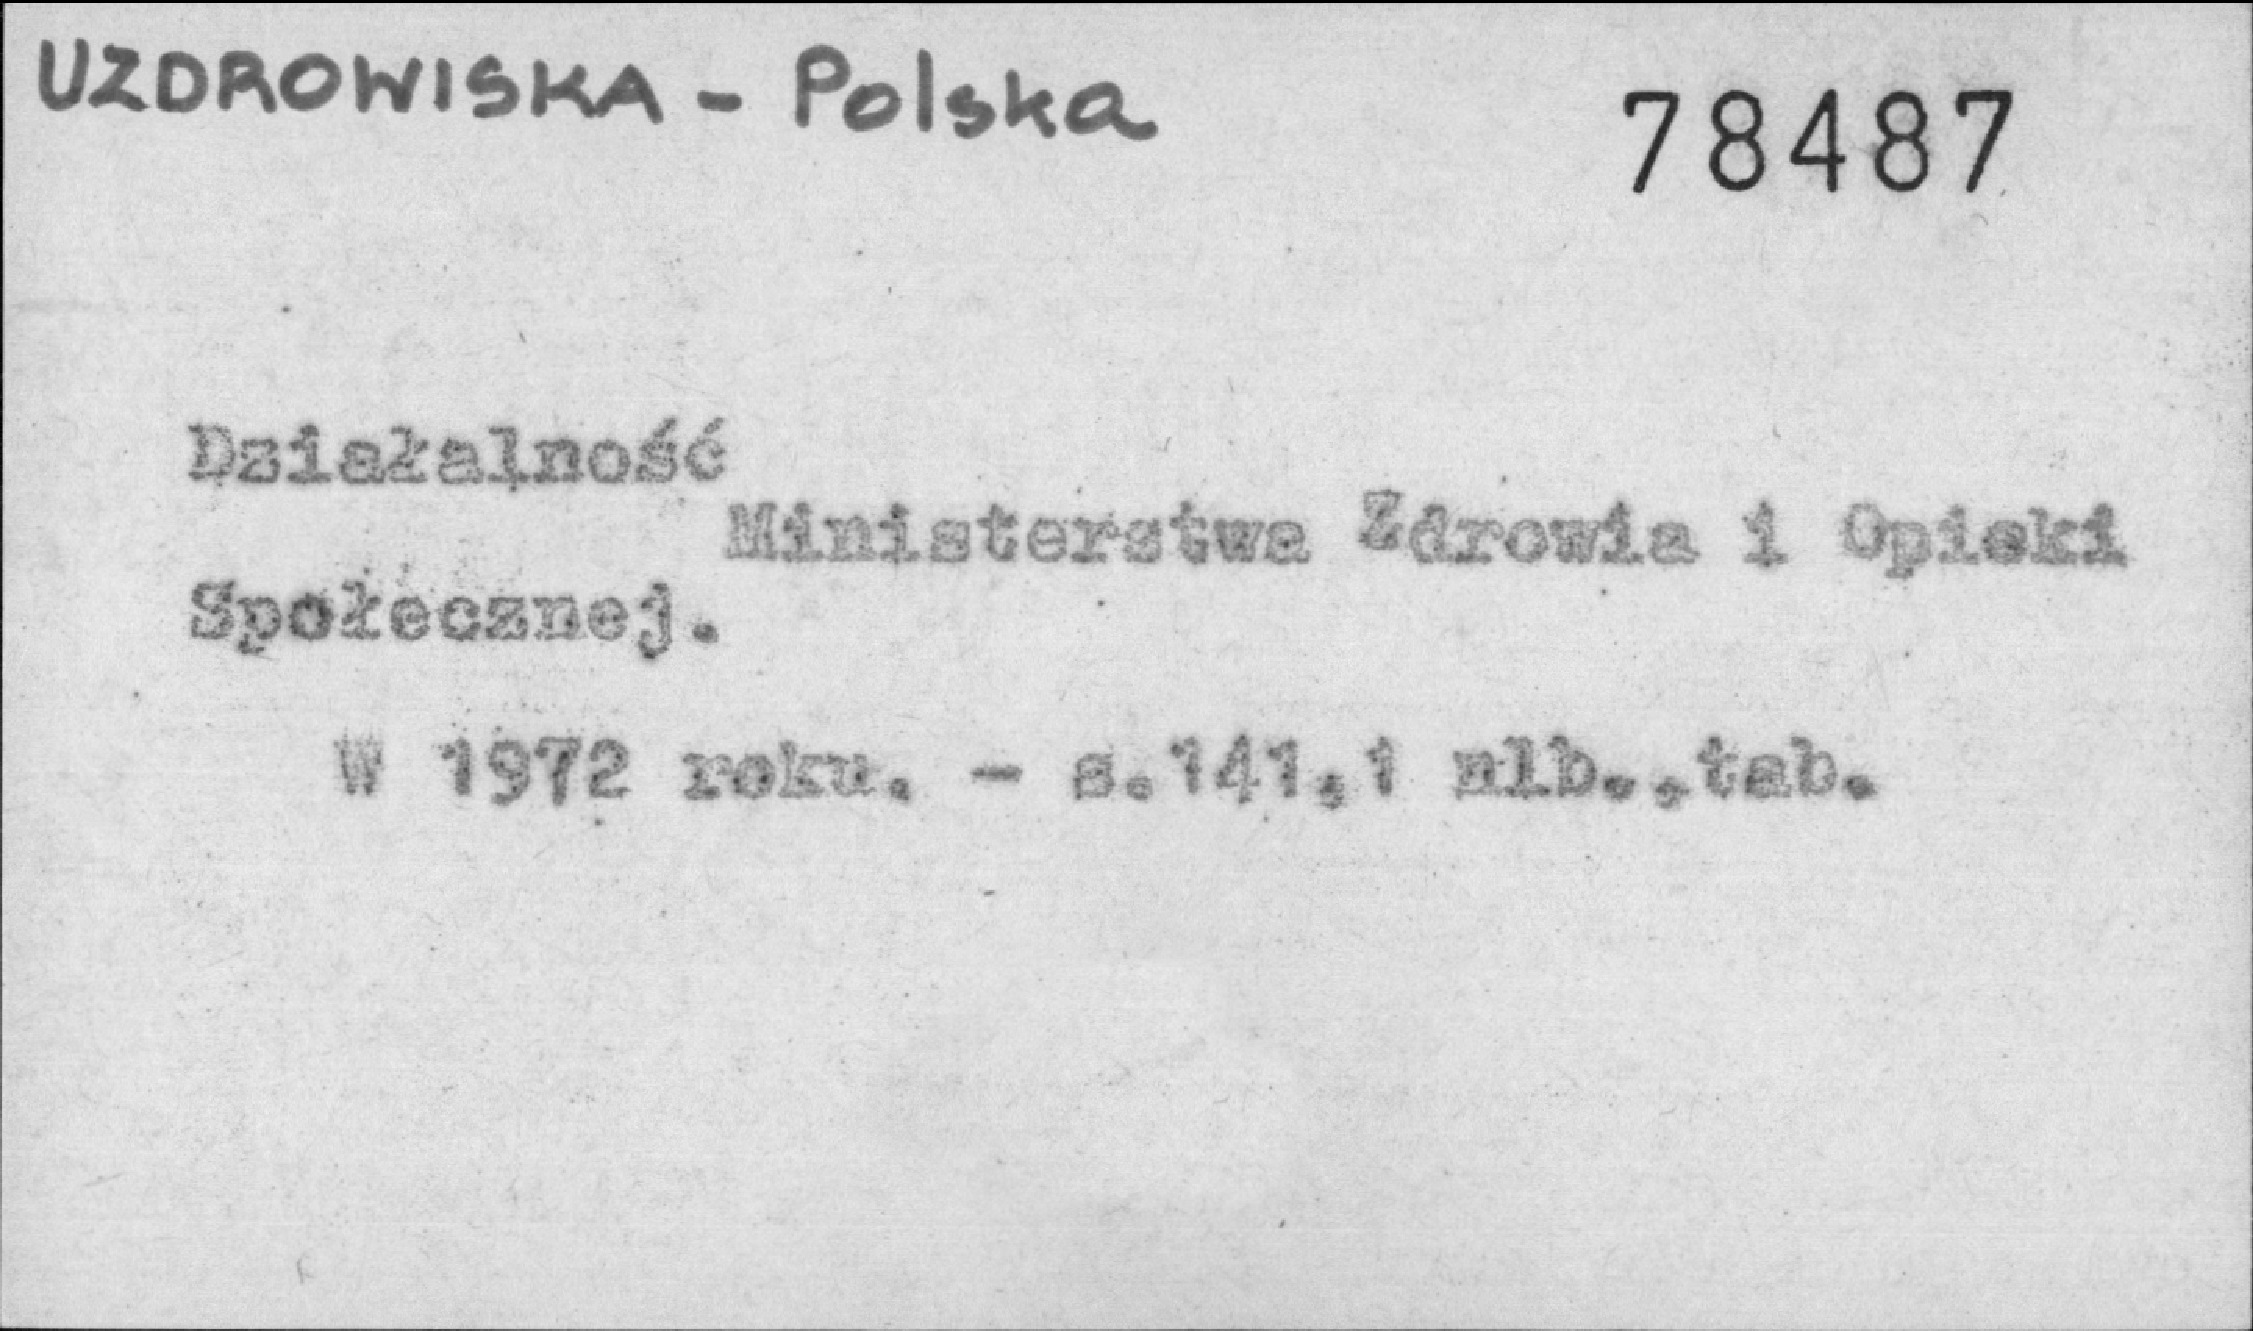 UZDROWISKA - Polska
78487
Działalność
Ministerstwa Zdrowia i Opieki
Społecznej.
W 1972 roku. - s.141,1 nlb.,tab.